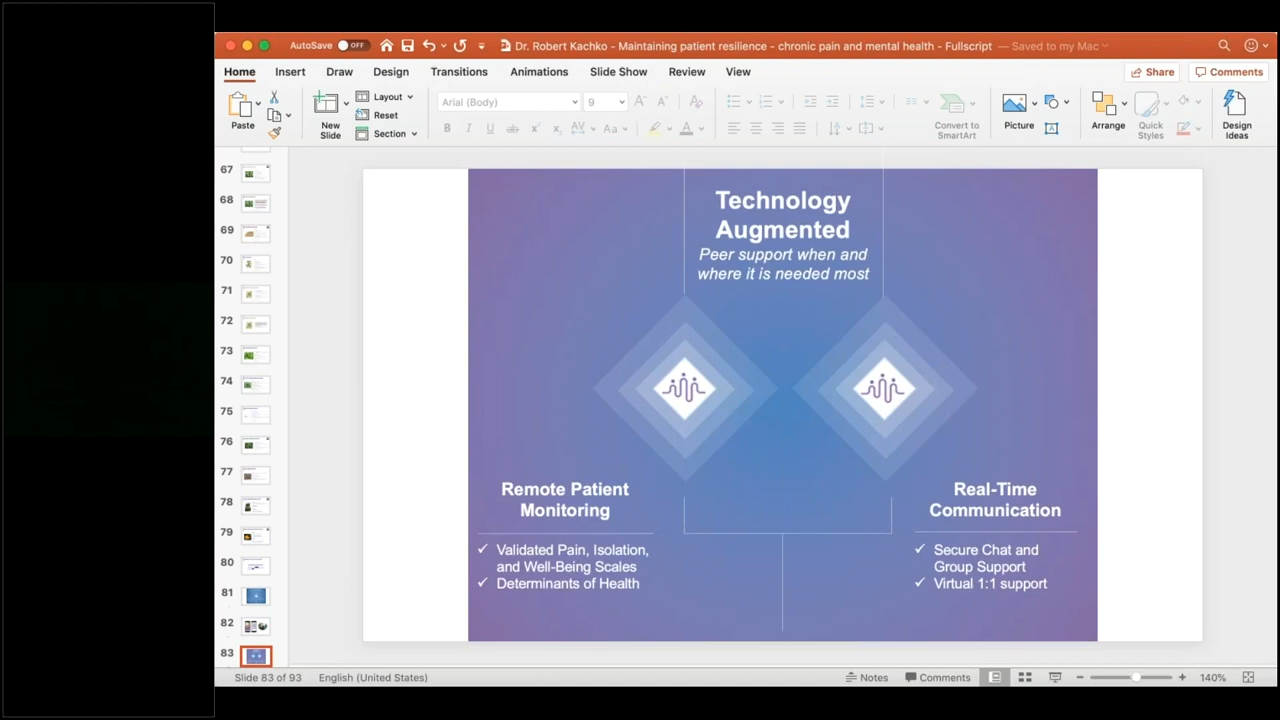 AutoSave OFF Dr. Robert Kachko - Maintaining patient resilience - chronic pain and mental health - Fullscript — Saved to my Mac
Home Insert Draw Design Transitions Animations Slide Show Review View Share Comments
Paste
New
Slide
Layout
Reset
Section
Arial (Body) 9
Convert to
SmartArt
Picture
Arrange
Quick
Styles
Design
Ideas
67
68
69
70
71
72
73
74
75
76
77
78
79
80
81
82
83
Technology
Augmented
Peer support when and
where it is needed most
Remote Patient
Monitoring
✓ Validated Pain, Isolation,
and Well-Being Scales
✓ Determinants of Health
Real-Time
Communication
✓ Secure Chat and
Group Support
✓ Virtual 1:1 support
Slide 83 of 93 English (United States) Notes Comments 140%